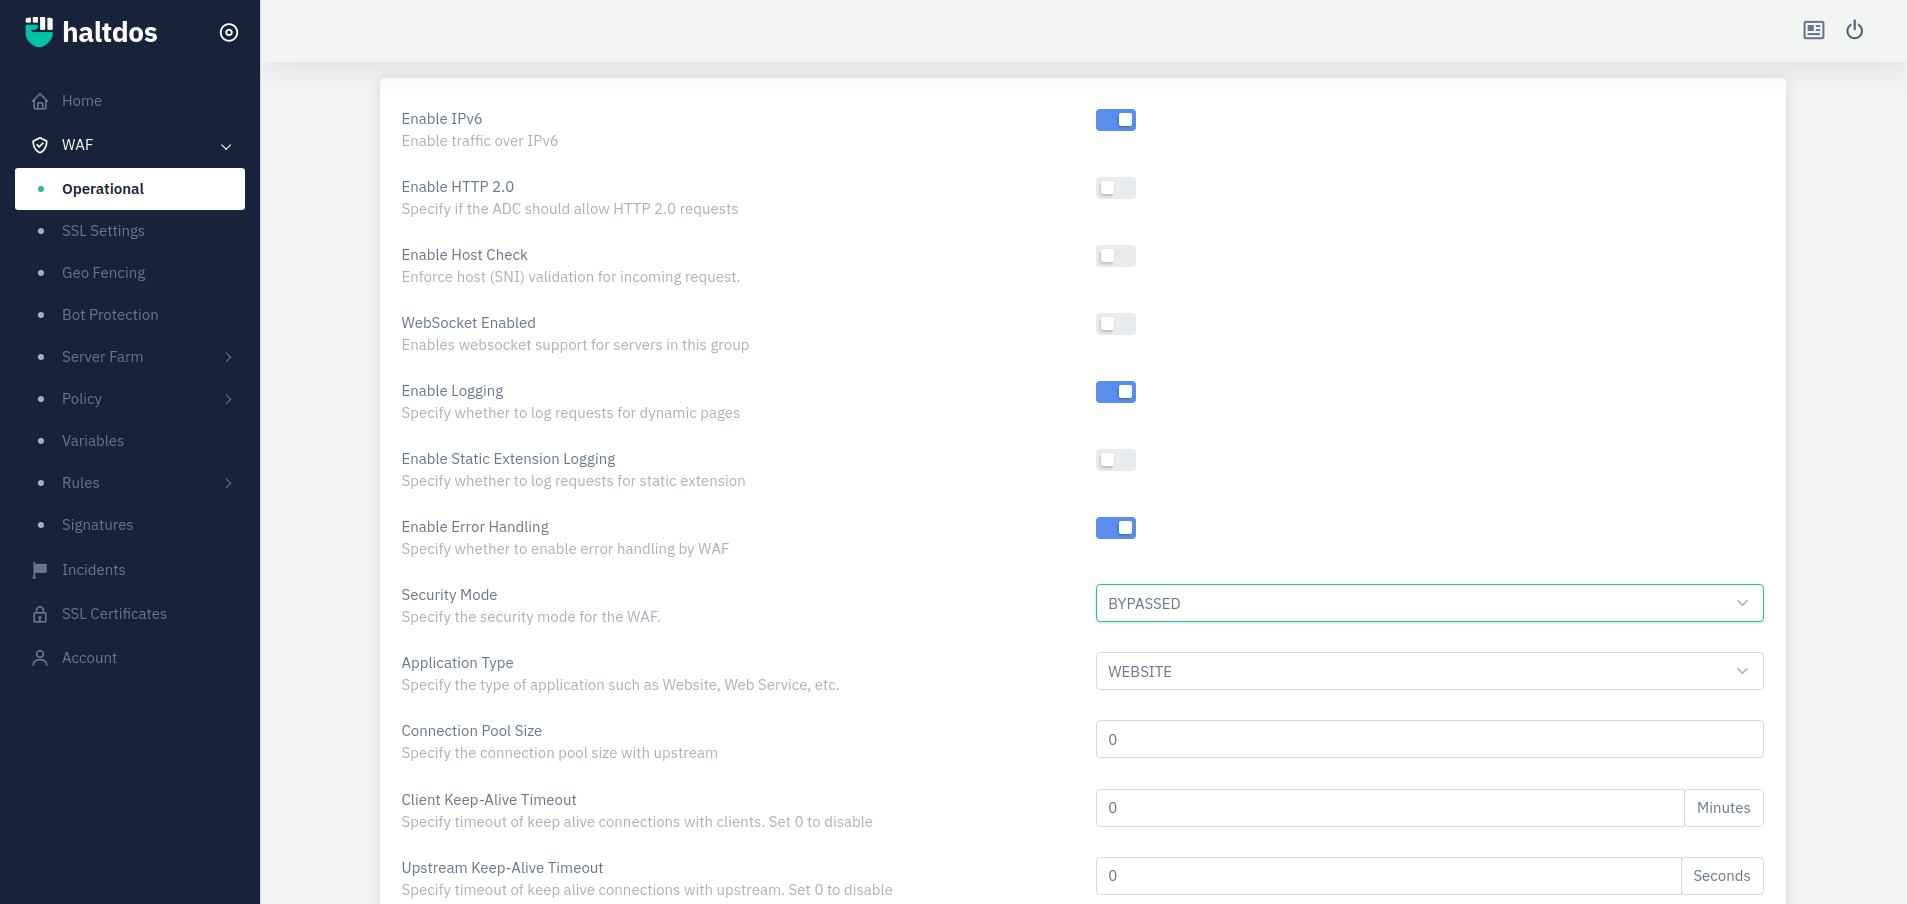 haltdos
Home
WAF
Operational
SSL Settings
Geo Fencing
Bot Protection
Server Farm
Policy
Variables
Rules
Signatures
Incidents
SSL Certificates
Account
Enable IPv6
Enable traffic over IPv6
Enable HTTP 2.0
Specify if the ADC should allow HTTP 2.0 requests
Enable Host Check
Enforce host (SNI) validation for incoming request.
WebSocket Enabled
Enables websocket support for servers in this group
Enable Logging
Specify whether to log requests for dynamic pages
Enable Static Extension Logging
Specify whether to log requests for static extension
Enable Error Handling
Specify whether to enable error handling by WAF
Security Mode
Specify the security mode for the WAF.
BYPASSED
Application Type
Specify the type of application such as Website, Web Service, etc.
WEBSITE
Connection Pool Size
Specify the connection pool size with upstream
0
Client Keep-Alive Timeout
Specify timeout of keep alive connections with clients. Set 0 to disable
0 Minutes
Upstream Keep-Alive Timeout
Specify timeout of keep alive connections with upstream. Set 0 to disable
0 Seconds